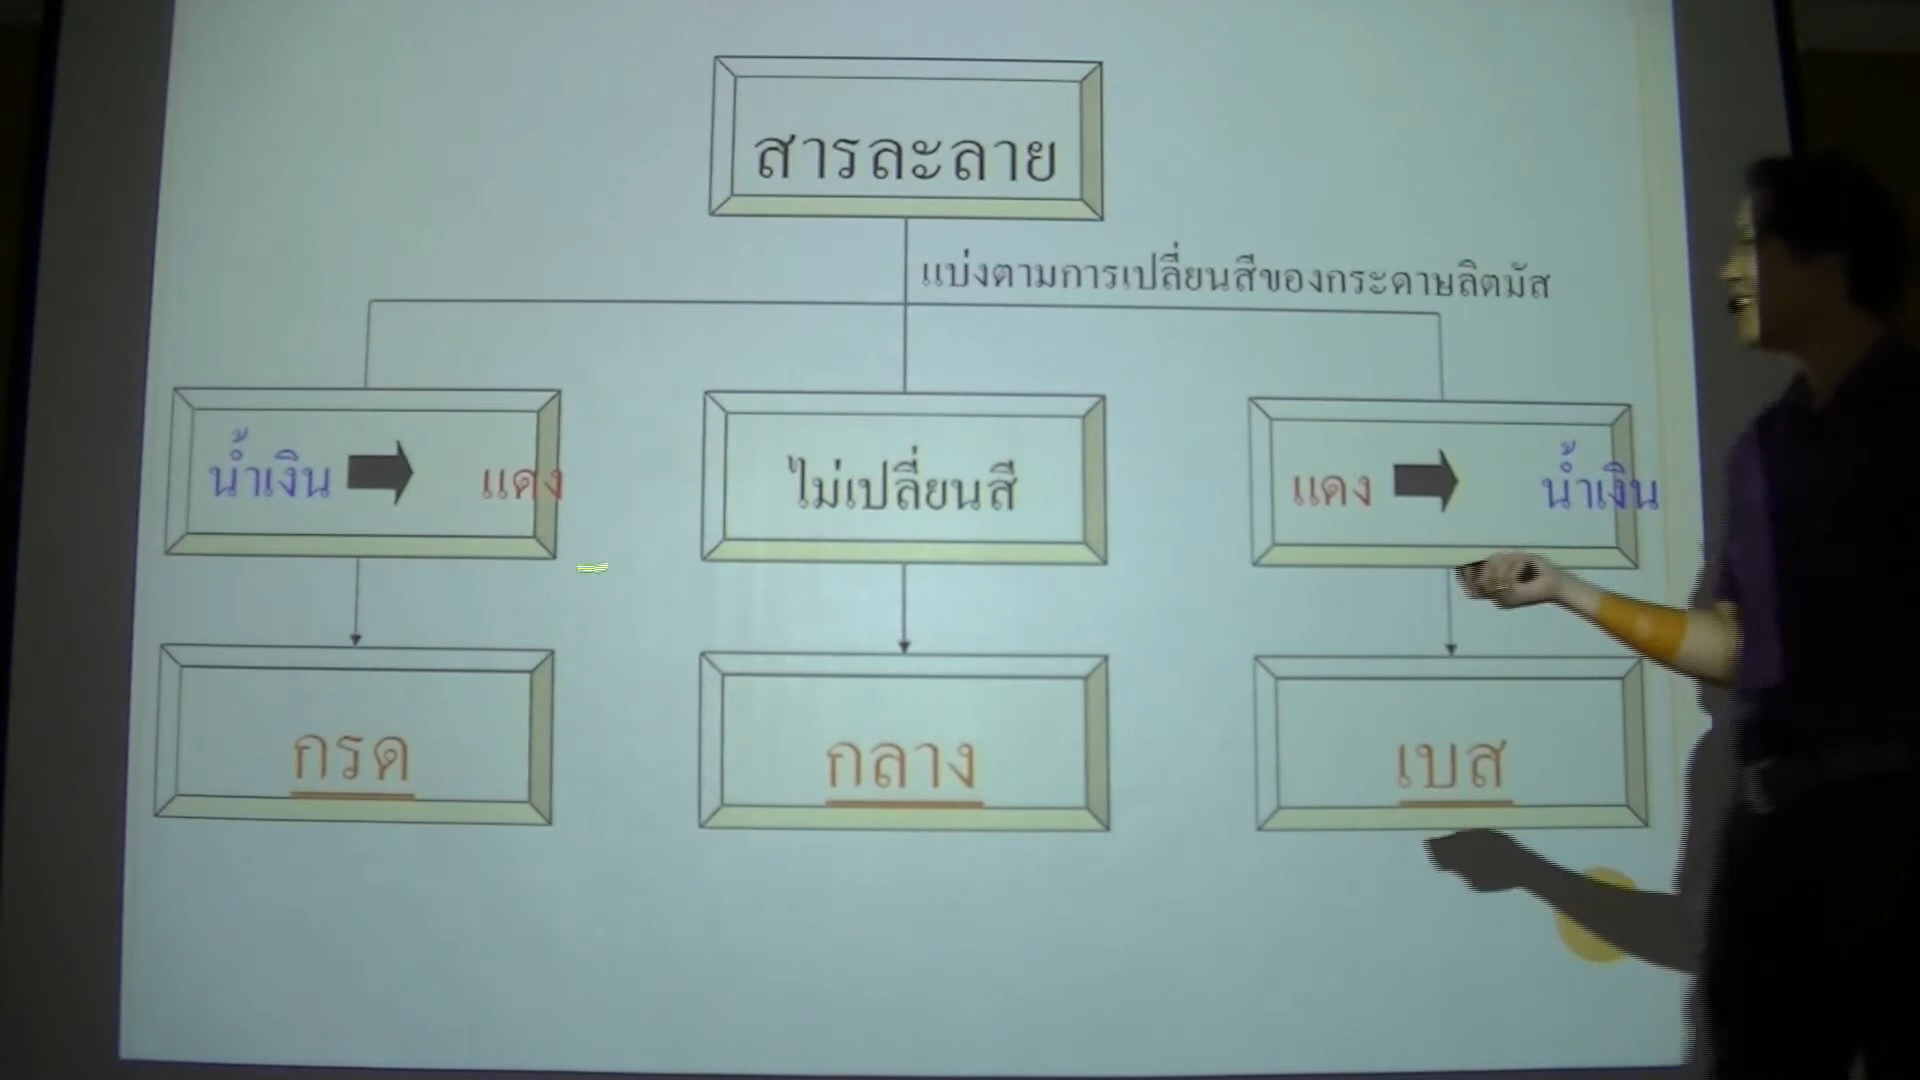 สารละลาย
แบ่งตามการเปลี่ยนสีของกระดาษลิตมัส
น้ำเงิน แดง
ไม่เปลี่ยนสี
แดง น้ำเงิน
กรด
กลาง
เบส